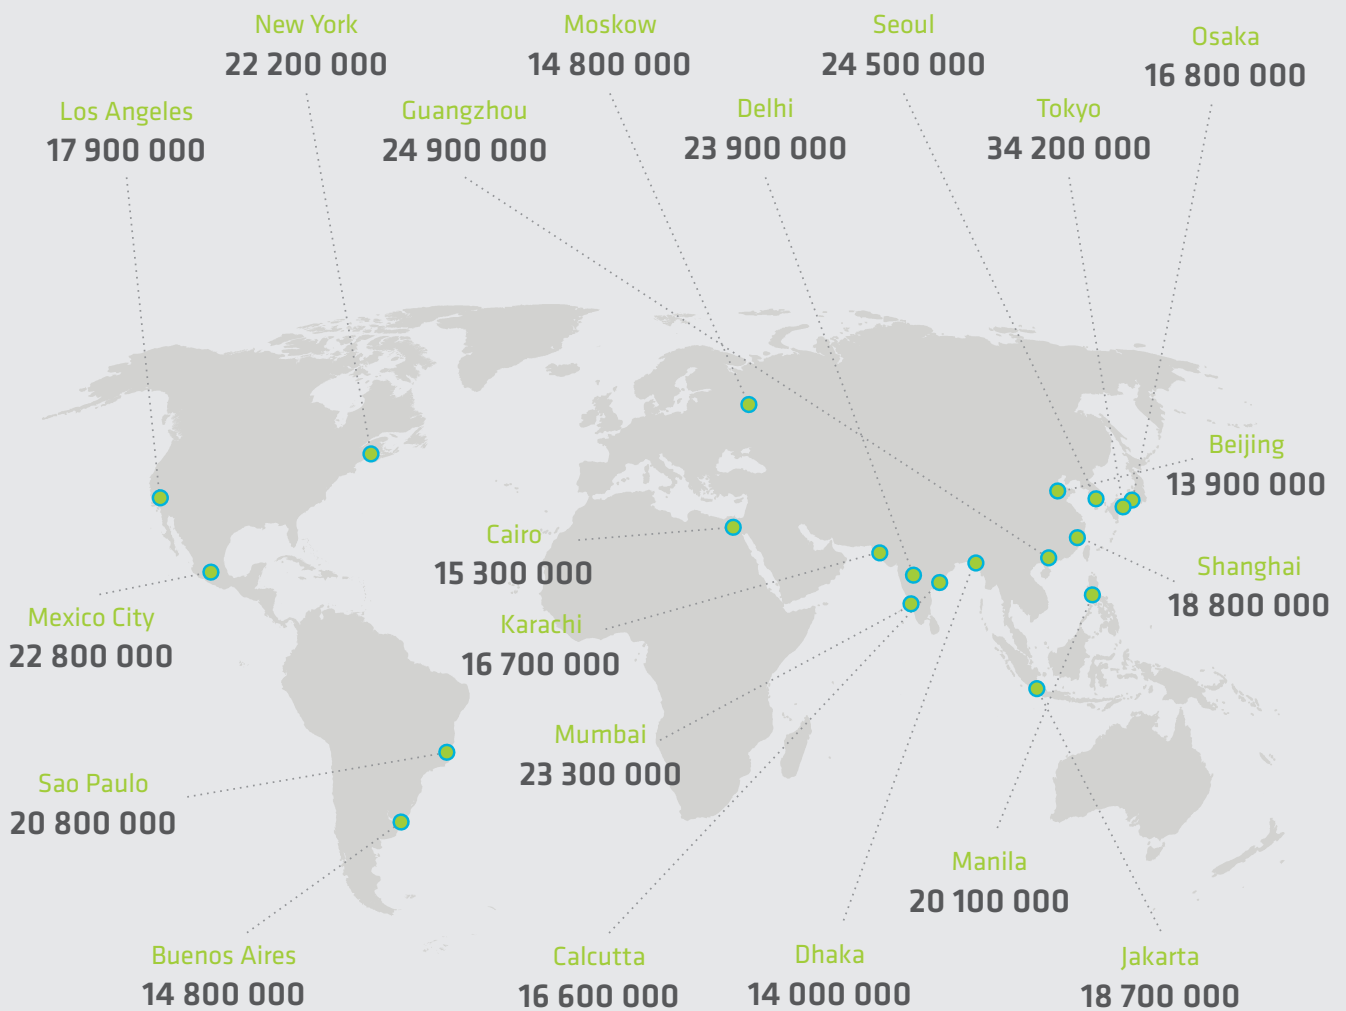 New York
22 200 000
Moskow
14 800 000
Seoul
24 500 000
Osaka
16 800 000
Los Angeles
17 900 000
Guangzhou
24 900 000
Delhi
23 900 000
Tokyo
34 200 000
Beijing
13 900 000
Cairo
15 300 000
Shanghai
18 800 000
Mexico City
22 800 000
Karachi
16 700 000
Mumbai
23 300 000
Sao Paulo
20 800 000
Manila
20 100 000
Buenos Aires
14 800 000
Calcutta
16 600 000
Dhaka
14 000 000
Jakarta
18 700 000